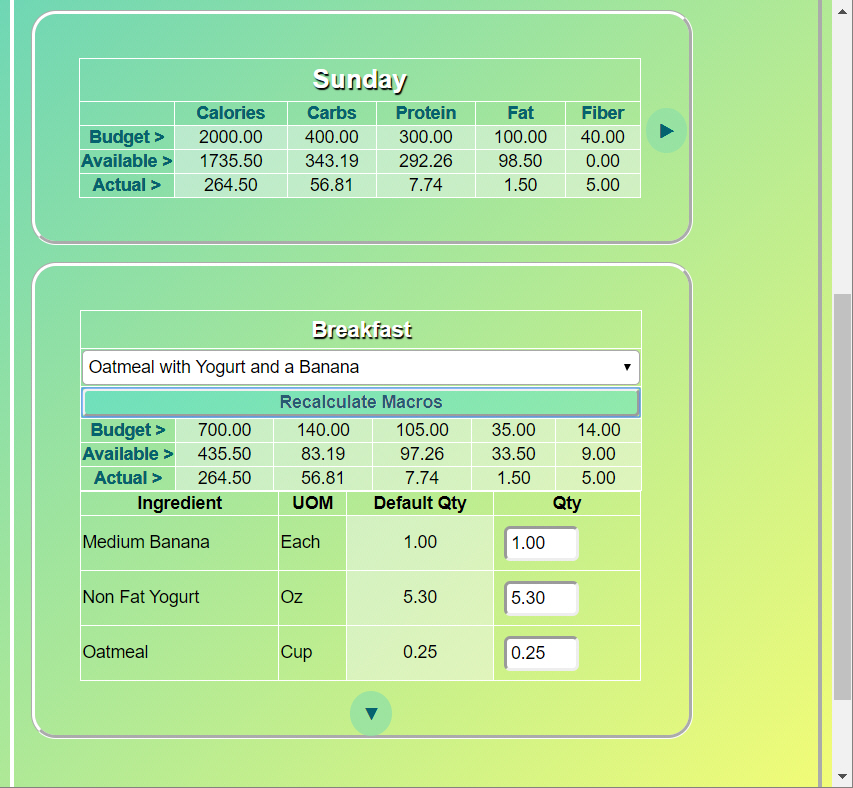 Sunday
Calories Carbs Protein Fat Fiber
Budget > 2000.00 400.00 300.00 100.00 40.00
Available > 1735.50 343.19 292.26 98.50 0.00
Actual > 264.50 56.81 7.74 1.50 5.00
Breakfast
Oatmeal with Yogurt and a Banana
Recalculate Macros
Budget > 700.00 140.00 105.00 35.00 14.00
Available > 435.50 83.19 97.26 33.50 9.00
Actual > 264.50 56.81 7.74 1.50 5.00
Ingredient UOM Default Qty Qty
Medium Banana Each 1.00 1.00
Non Fat Yogurt Oz 5.30 5.30
Oatmeal Cup 0.25 0.25